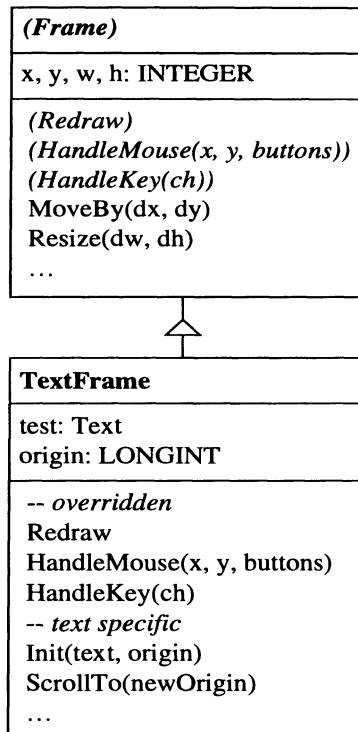 (Frame)
x, y, w, h: INTEGER
(Redraw)
(HandleMouse(x, y, buttons))
(HandleKey(ch))
MoveBy(dx, dy)
Resize(dw, dh)
...
TextFrame
test: Text
origin: LONGINT
-- overridden
Redraw
HandleMouse(x, y, buttons)
HandleKey(ch)
-- text specific
Init(text, origin)
ScrollTo(newOrigin)
...